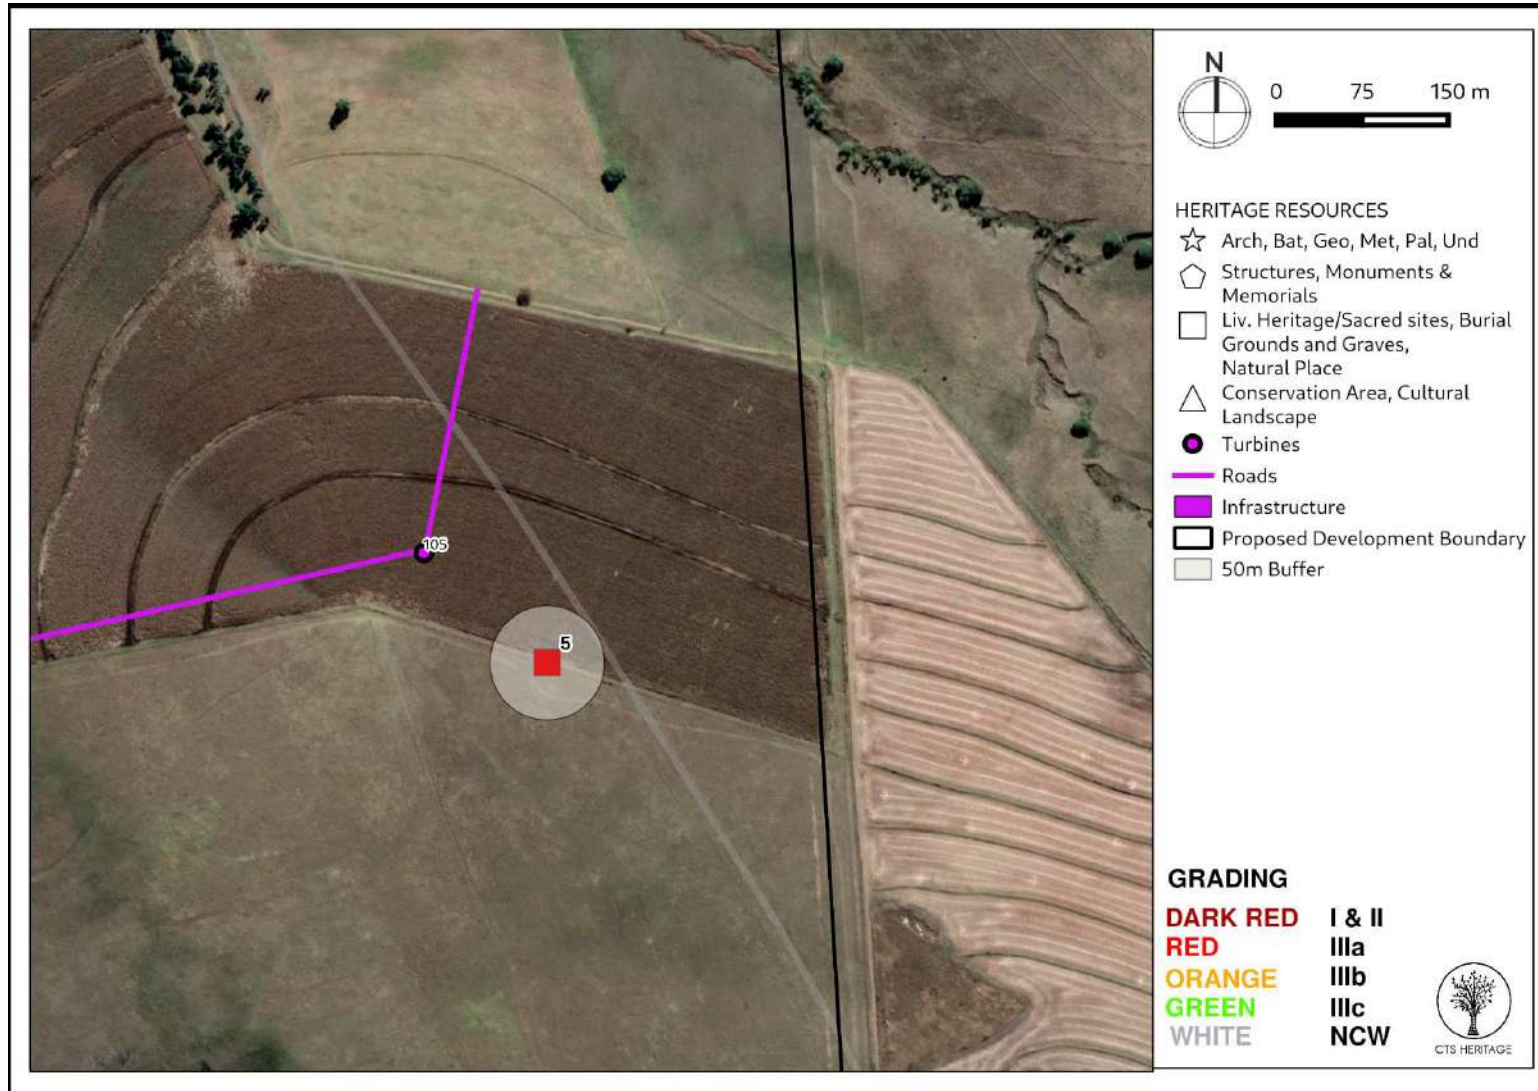 105
5
N
0 75 150 m
HERITAGE RESOURCES
Arch, Bat, Geo, Met, Pal, Und
Structures, Monuments &
Memorials
Liv. Heritage/Sacred sites, Burial
Grounds and Graves,
Natural Place
Conservation Area, Cultural
Landscape
Turbines
Roads
Infrastructure
Proposed Development Boundary
50m Buffer
GRADING
DARK RED I & II
RED IIIa
ORANGE IIIb
GREEN IIIc
WHITE NCW
CTS HERITAGE